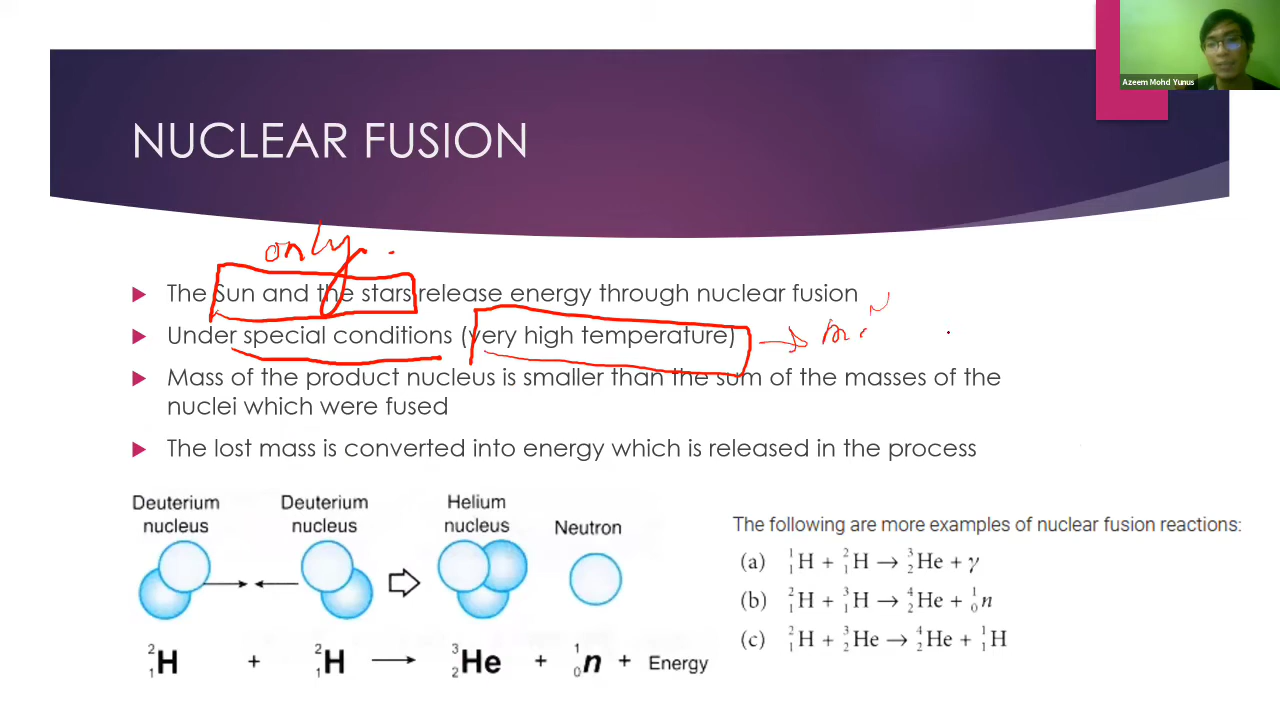 Azeem Mohd Yunus
NUCLEAR FUSION
only.
The Sun and the stars release energy through nuclear fusion
Under special conditions (very high temperature)
Mass of the product nucleus is smaller than the sum of the masses of the
nuclei which were fused
The lost mass is converted into energy which is released in the process
Deuterium
nucleus
Deuterium
nucleus
Helium
nucleus
Neutron
²₁H + ²₁H → ³₂He + ¹₀n + Energy
The following are more examples of nuclear fusion reactions:
(a) ¹₁H + ²₁H → ³₂He + γ
(b) ²₁H + ³₁H → ⁴₂He + ¹₀n
(c) ²₁H + ³₂He → ⁴₂He + ¹₁H